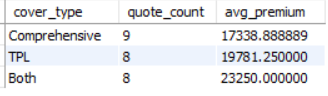 cover_type quote_count avg_premium
Comprehensive 9 17338.888889
TPL 8 19781.250000
Both 8 23250.000000